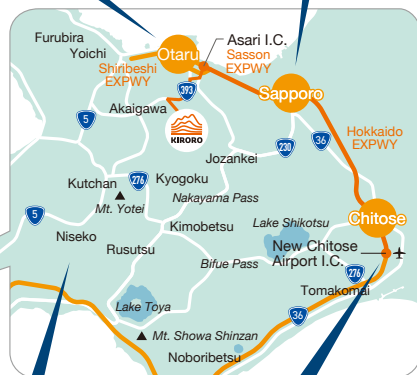 Furubira
Yoichi
Shiribeshi
EXPWY
Otaru
Asari I.C.
Sasson
EXPWY
393
Sapporo
Akaigawa
5
KIRORO
36
Hokkaido
EXPWY
Jozankei
230
276
Kyogoku
Kutchan
Mt. Yotei
Nakayama Pass
Chitose
5
Kimobetsu
Lake Shikotsu
Niseko
Rusutsu
New Chitose
Airport I.C.
Bifue Pass
276
Tomakomai
Lake Toya
36
Mt. Showa Shinzan
Noboribetsu